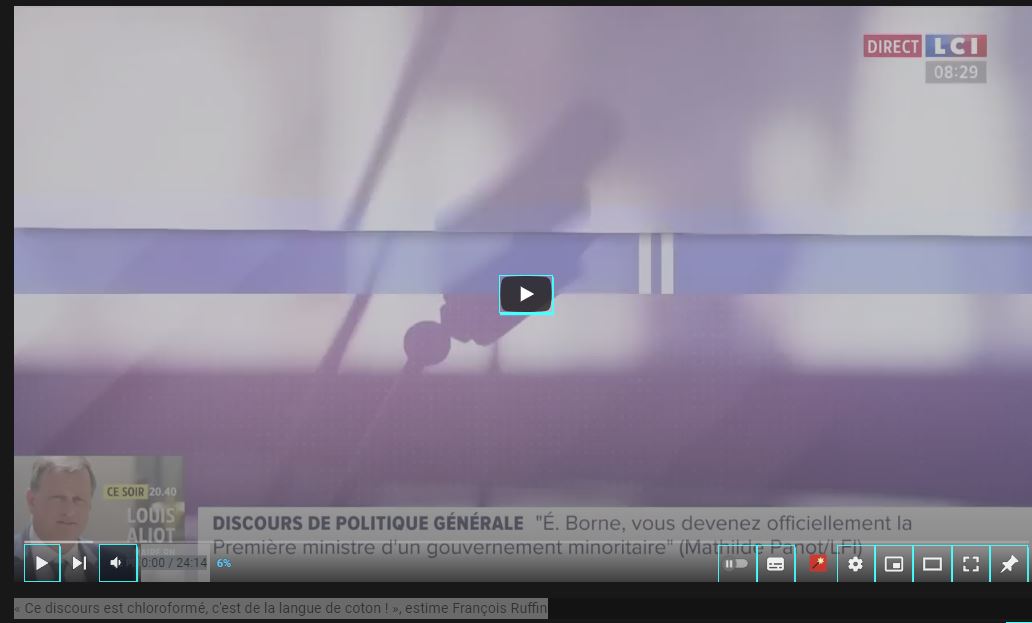 DIRECT LCI
08:29
CE SOIR 20.40
LOUIS
ALIOT
DISCOURS DE POLITIQUE GÉNÉRALE "É. Borne, vous devenez officiellement la
Première ministre d'un gouvernement minoritaire" (Mathilde Panot/LFI)
0:00 / 24:14 6%
« Ce discours est chloroformé, c'est de la langue de coton ! », estime François Ruffin